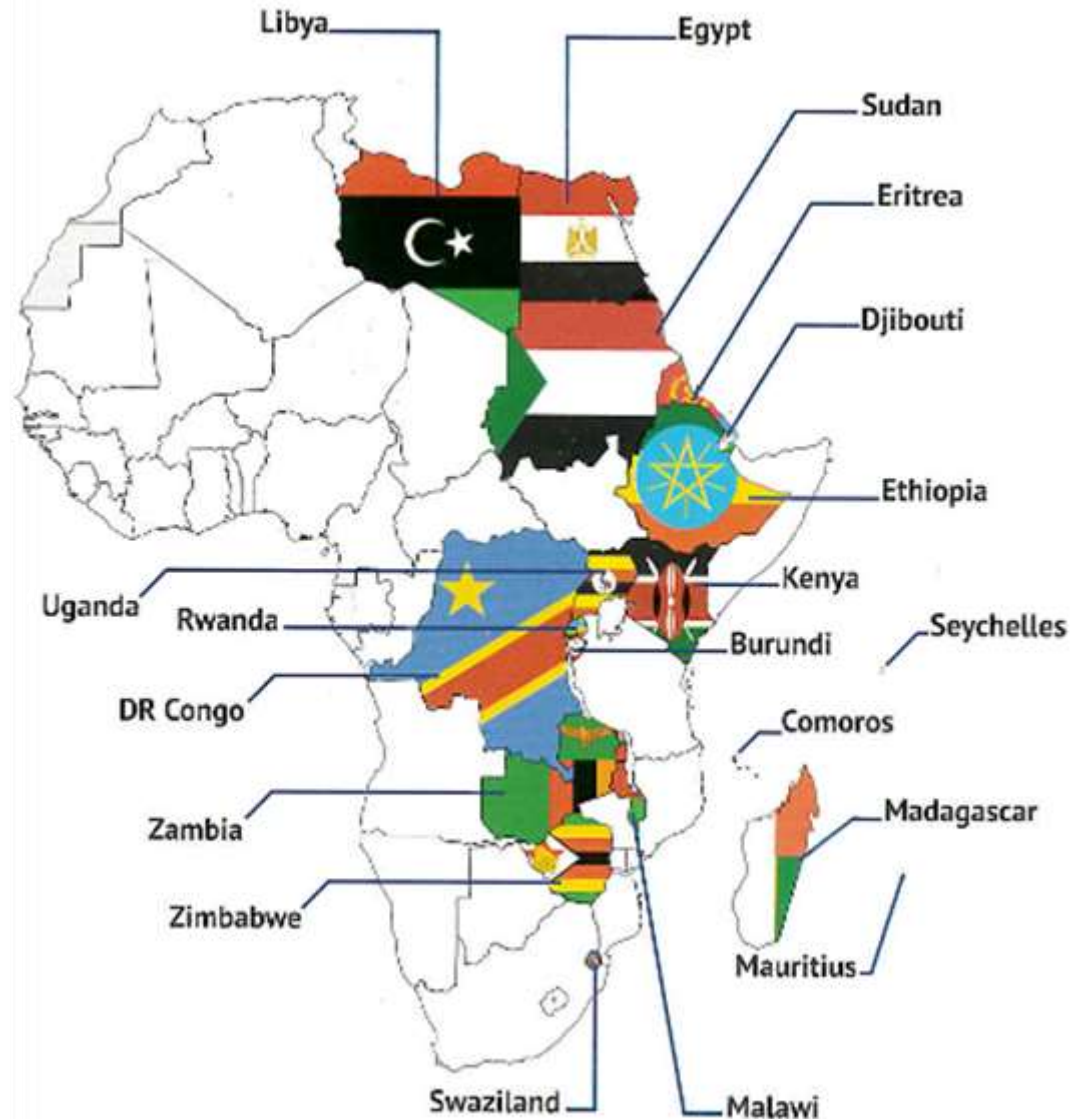 Libya
Egypt
Sudan
Eritrea
Djibouti
Ethiopia
Kenya
Uganda
Rwanda
Burundi
Seychelles
DR Congo
Comoros
Zambia
Madagascar
Zimbabwe
Mauritius
Swaziland
Malawi